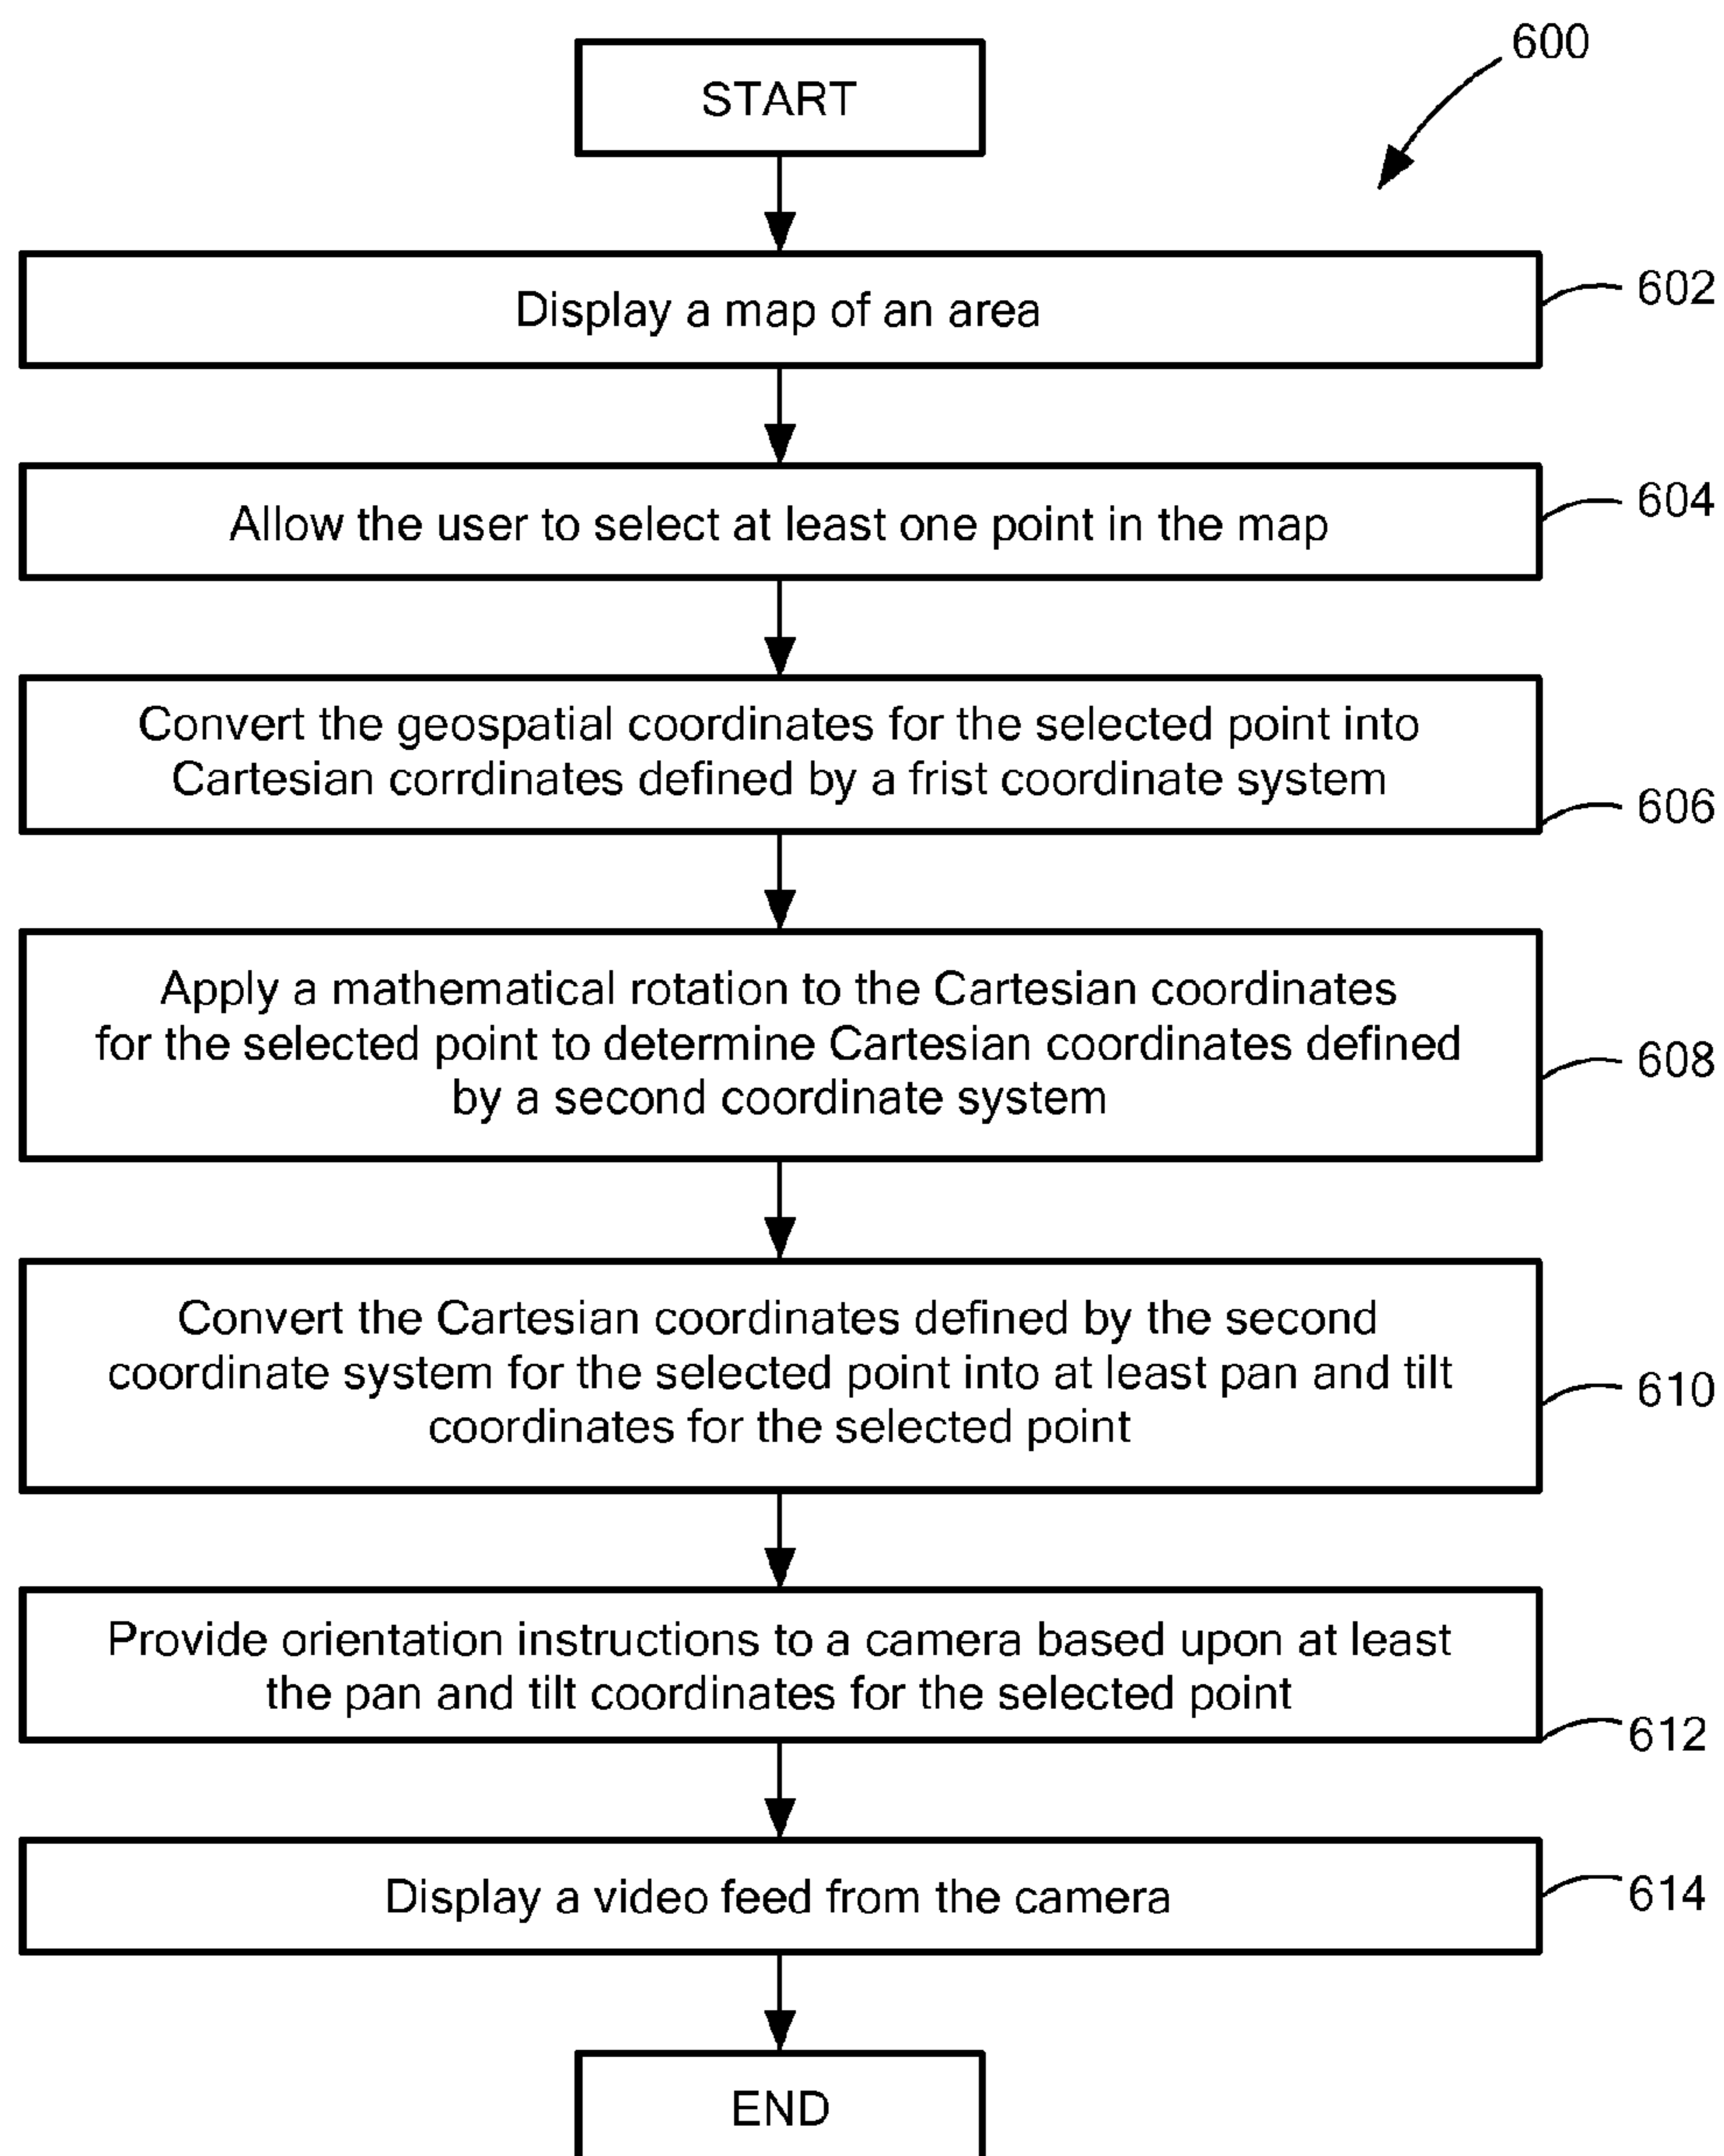 600
START
Display a map of an area
602
Allow the user to select at least one point in the map
604
Convert the geospatial coordinates for the selected point into
Cartesian corrdinates defined by a frist coordinate system
606
Apply a mathematical rotation to the Cartesian coordinates
for the selected point to determine Cartesian coordinates defined
by a second coordinate system
608
Convert the Cartesian coordinates defined by the second
coordinate system for the selected point into at least pan and tilt
coordinates for the selected point
610
Provide orientation instructions to a camera based upon at least
the pan and tilt coordinates for the selected point
612
Display a video feed from the camera
614
END